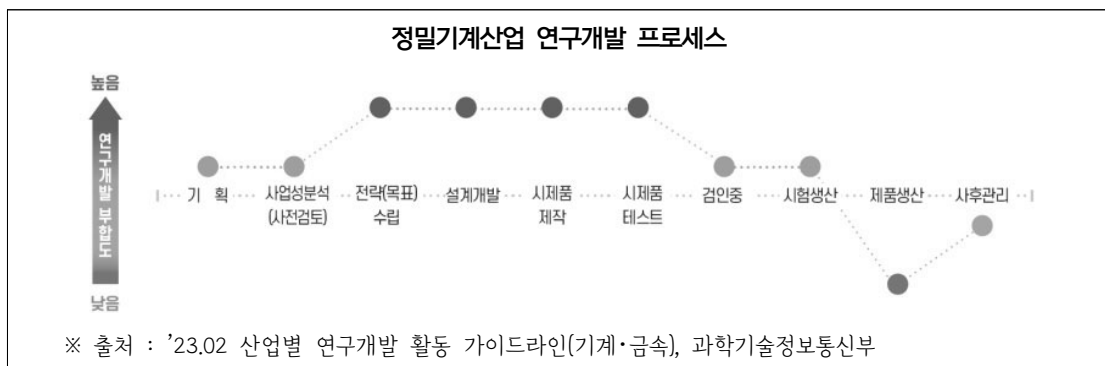 정밀기계산업 연구개발 프로세스
높음
연구개발 부합도
기 획 사업성분석 전략(목표) 설계개발 시제품 시제품 검인중 시험생산 제품생산 사후관리
(사전검토) 수립 제작 테스트
낮음
※ 출처 : ’23.02 산업별 연구개발 활동 가이드라인(기계･금속), 과학기술정보통신부